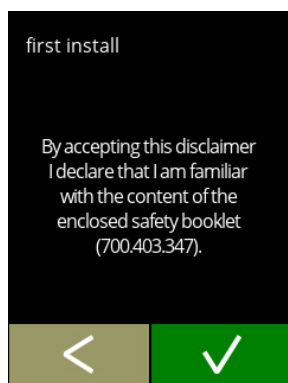 first install
By accepting this disclaimer
I declare that I am familiar
with the content of the
enclosed safety booklet
(700.403.347).